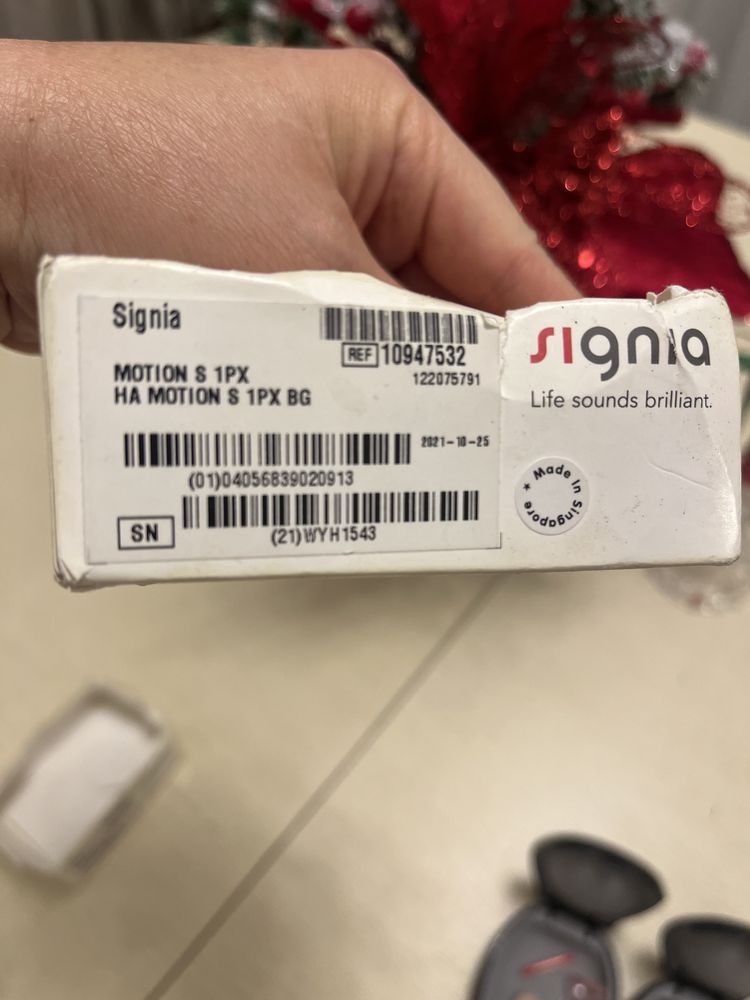 Signia
REF 10947532
122075791
MOTION S 1PX
HA MOTION S 1PX BG
2021-10-25
(01)04056839020913
SN
(21)WYH1543
signia
Life sounds brilliant.
Made In Singapore ★